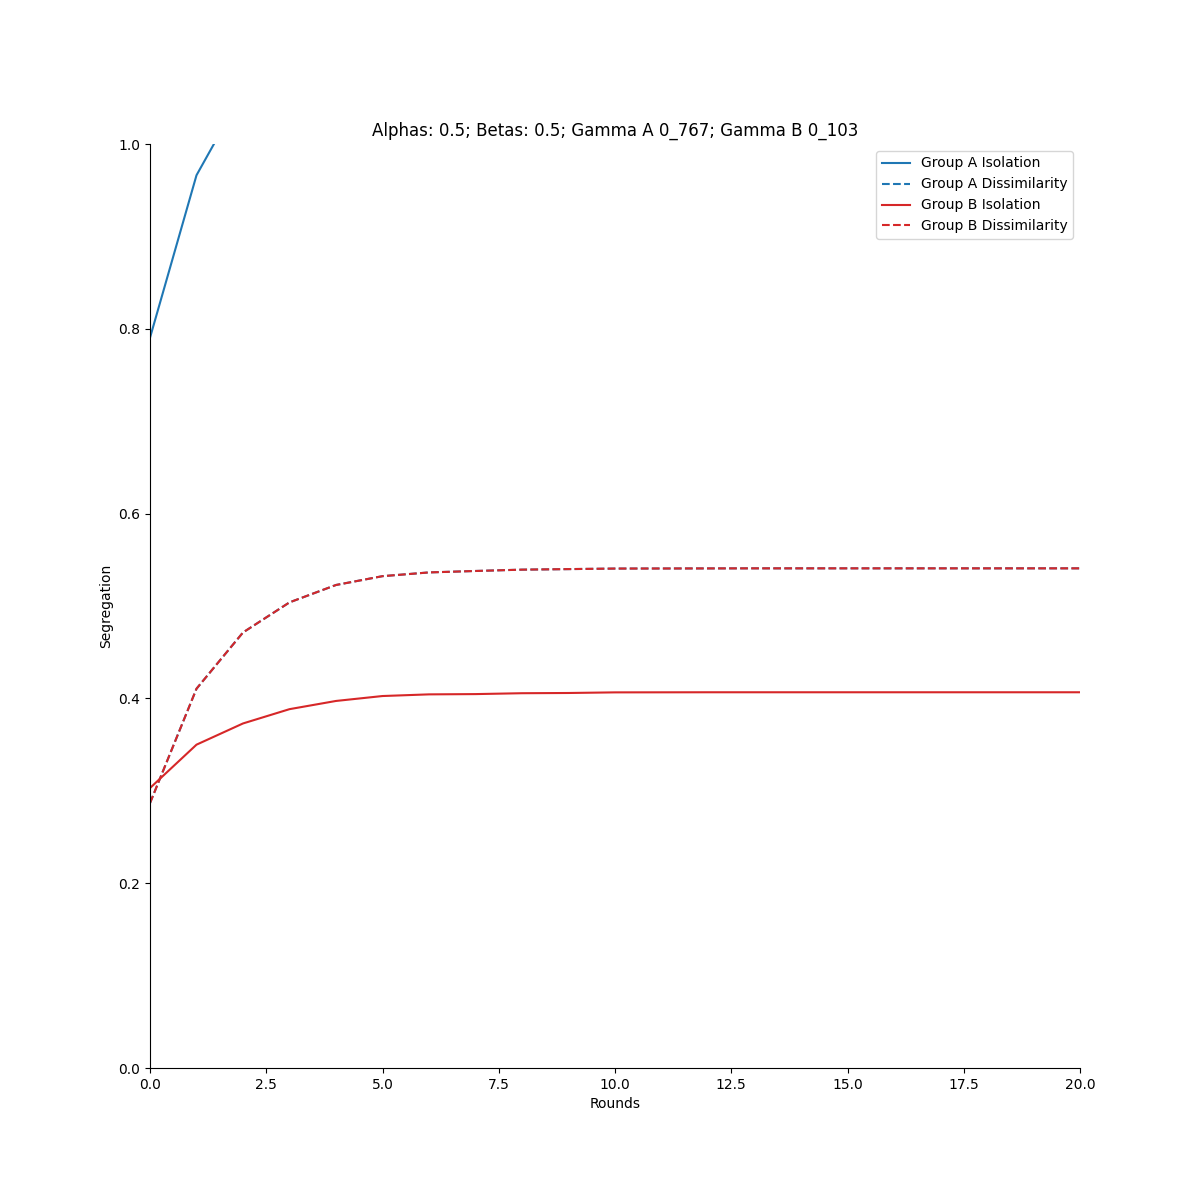 Alphas: 0.5; Betas: 0.5; Gamma A 0_767; Gamma B 0_103
Group A Isolation
Group A Dissimilarity
Group B Isolation
Group B Dissimilarity
1.0
0.8
0.6
0.4
0.2
0.0
Segregation
0.0 2.5 5.0 7.5 10.0 12.5 15.0 17.5 20.0
Rounds